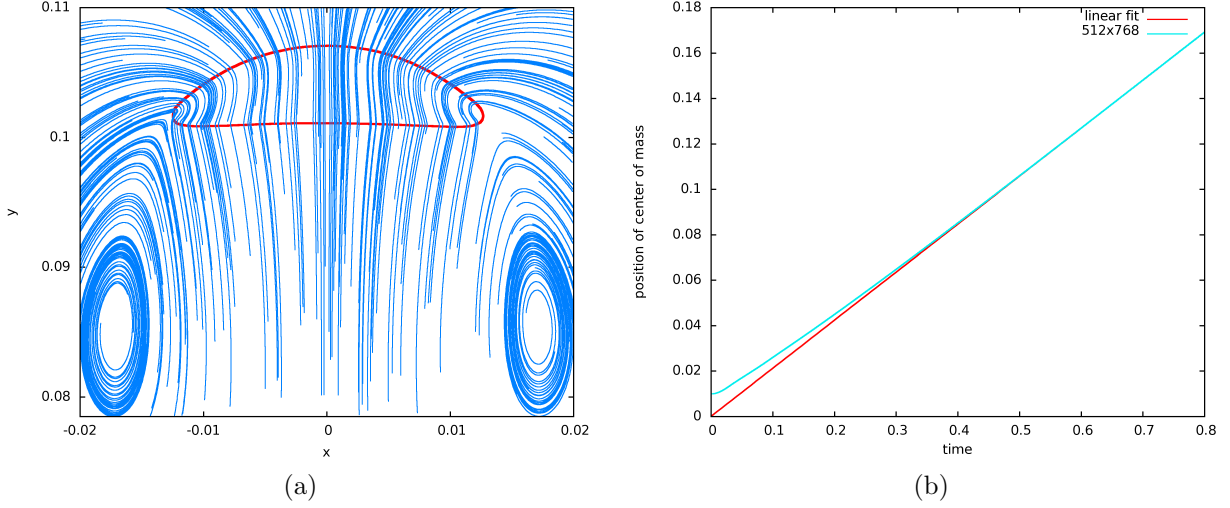 0.11
0.1
0.09
0.08
y
-0.02 -0.01 0 0.01 0.02
x
(a)
0.18
0.16
0.14
0.12
0.1
0.08
0.06
0.04
0.02
0
position of center of mass
linear fit
512x768
0 0.1 0.2 0.3 0.4 0.5 0.6 0.7 0.8
time
(b)